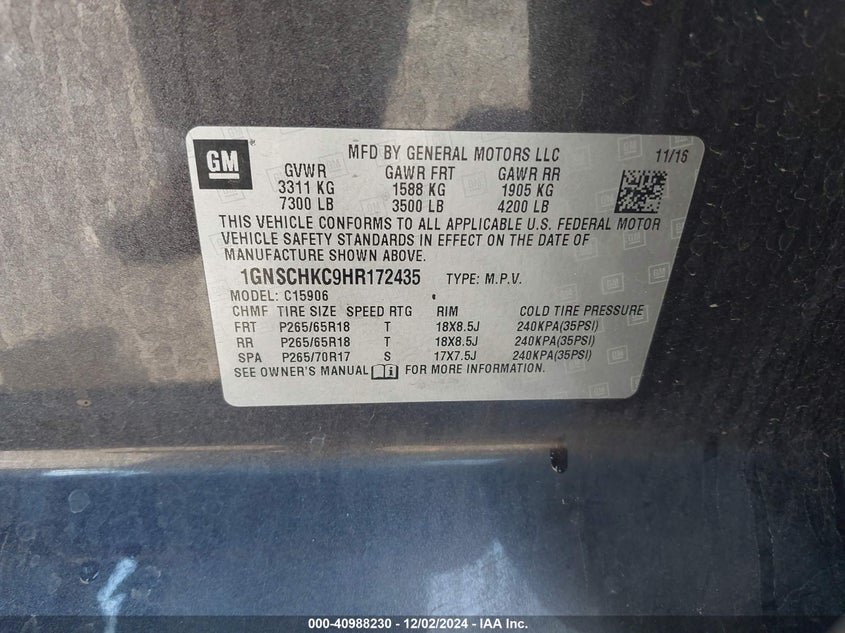 GM
MFD BY GENERAL MOTORS LLC 11/16
GVWR GAWR FRT GAWR RR
3311 KG 1588 KG 1905 KG
7300 LB 3500 LB 4200 LB
THIS VEHICLE CONFORMS TO ALL APPLICABLE U.S. FEDERAL MOTOR
VEHICLE SAFETY STANDARDS IN EFFECT ON THE DATE OF
MANUFACTURE SHOWN ABOVE.
1GNSCHKC9HR172435 TYPE: M.P.V.
MODEL: C15906
CHMF TIRE SIZE SPEED RTG RIM COLD TIRE PRESSURE
FRT P265/65R18 T 18X8.5J 240KPA(35PSI)
RR P265/65R18 T 18X8.5J 240KPA(35PSI)
SPA P265/70R17 S 17X7.5J 240KPA(35PSI)
SEE OWNER'S MANUAL FOR MORE INFORMATION.
000-40988230 - 12/02/2024 - IAA Inc.